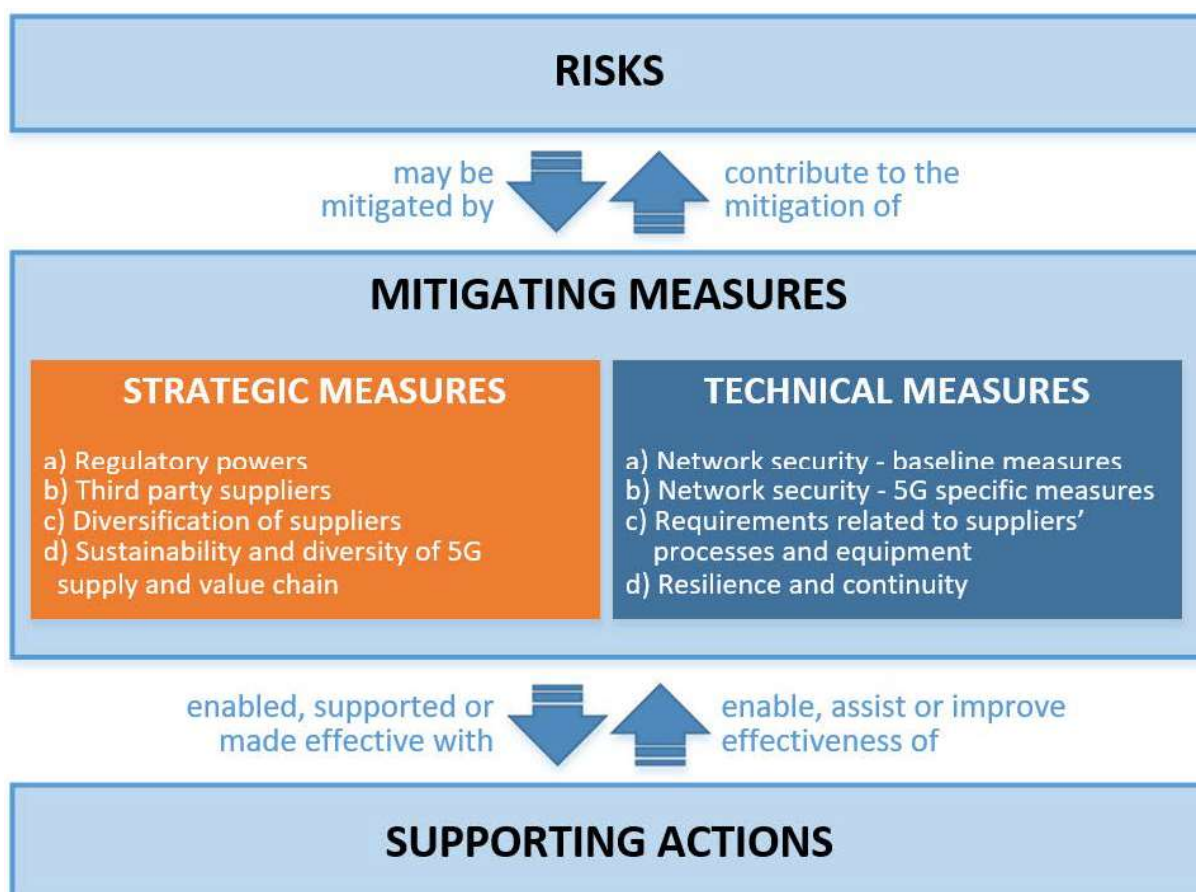 RISKS
may be
mitigated by
contribute to the
mitigation of
MITIGATING MEASURES
STRATEGIC MEASURES
a) Regulatory powers
b) Third party suppliers
c) Diversification of suppliers
d) Sustainability and diversity of 5G
supply and value chain
TECHNICAL MEASURES
a) Network security - baseline measures
b) Network security - 5G specific measures
c) Requirements related to suppliers’
processes and equipment
d) Resilience and continuity
enabled, supported or
made effective with
enable, assist or improve
effectiveness of
SUPPORTING ACTIONS